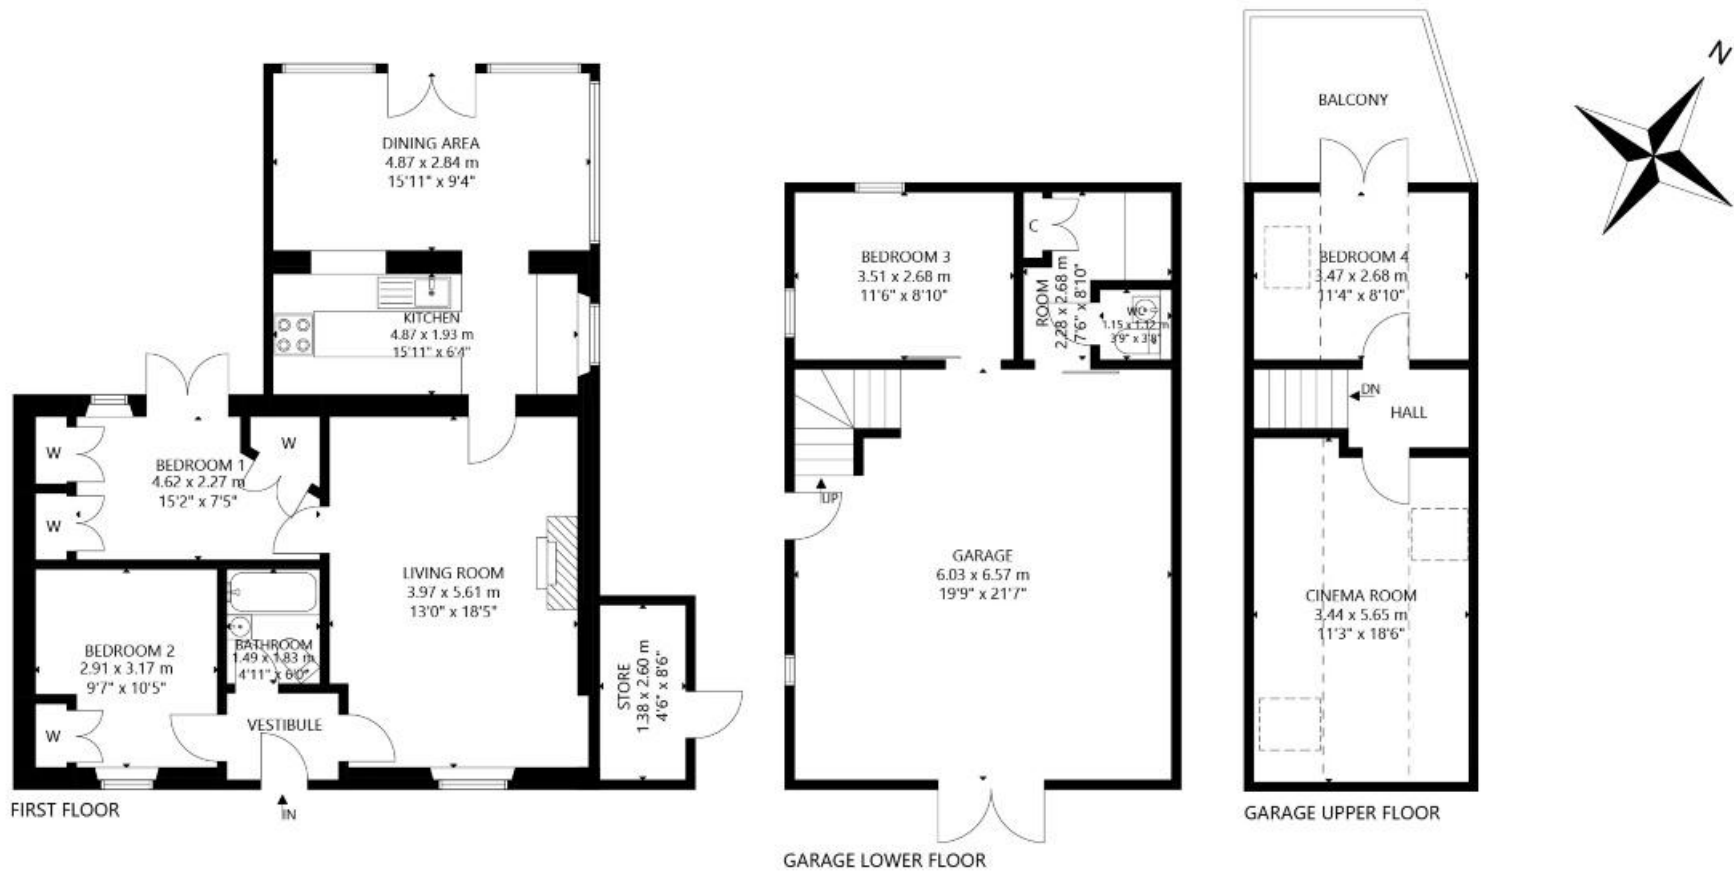 DINING AREA
4.87 x 2.84 m
15'11" x 9'4"
KITCHEN
4.87 x 1.93 m
15'11" x 6'4"
W
W
W
BEDROOM 1
4.62 x 2.27 m
15'2" x 7'5"
LIVING ROOM
3.97 x 5.61 m
13'0" x 18'5"
BEDROOM 2
2.91 x 3.17 m
9'7" x 10'5"
W
BATHROOM
1.49 x 1.83 m
4'11" x 6'0"
VESTIBULE
STORE
1.38 x 2.60 m
4'6" x 8'6"
IN
FIRST FLOOR
BEDROOM 3
3.51 x 2.68 m
11'6" x 8'10"
C
ROOM
2.28 x 2.68 m
7'6" x 8'10"
WC
1.15 x 1.12 m
3'9" x 3'8"
UP
GARAGE
6.03 x 6.57 m
19'9" x 21'7"
GARAGE LOWER FLOOR
BALCONY
BEDROOM 4
3.47 x 2.68 m
11'4" x 8'10"
DN
HALL
CINEMA ROOM
3.44 x 5.65 m
11'3" x 18'6"
GARAGE UPPER FLOOR
N